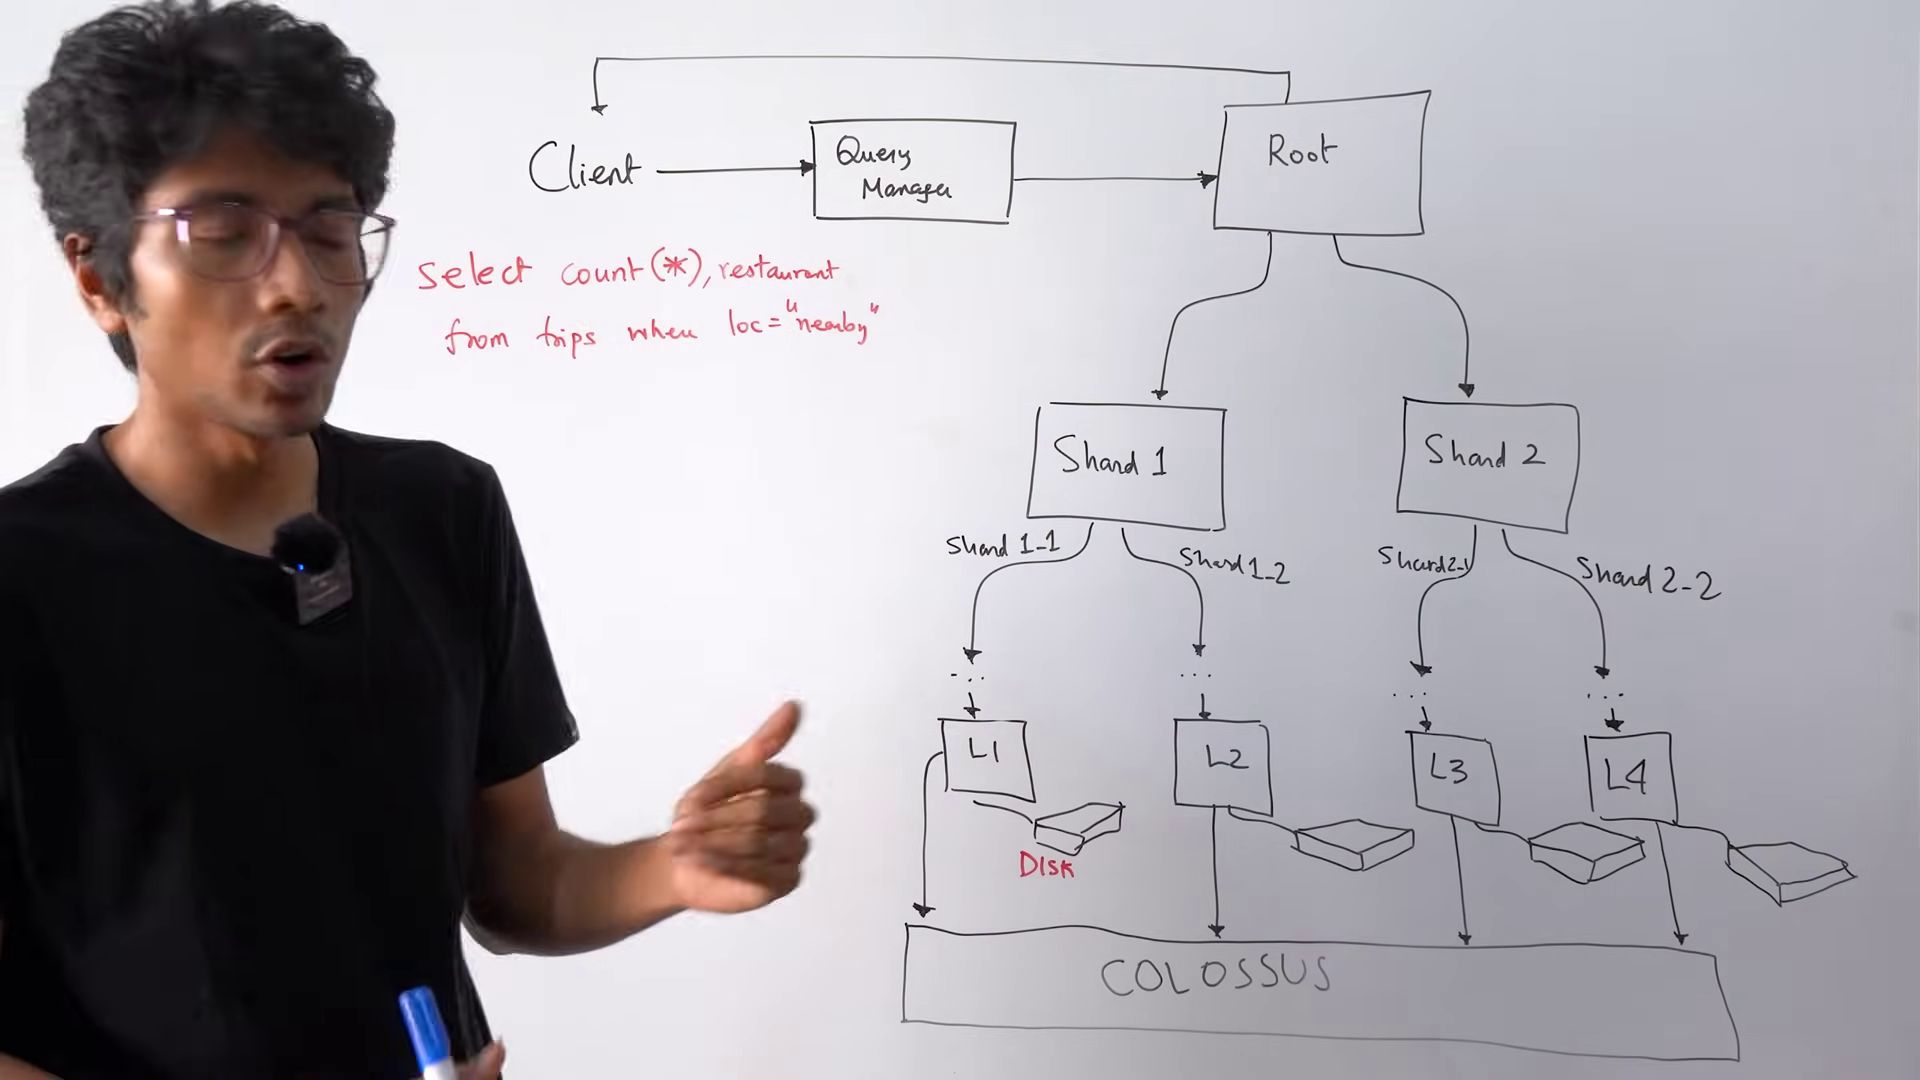 Client
Query
Manager
Root
select count(*), restaurant
from trips when loc="nearby"
Shard 1
Shard 2
Shard 1-1
Shard 1-2
Shard2-1
Shard 2-2
...
...
...
...
L1
L2
L3
L4
DISK
COLOSSUS